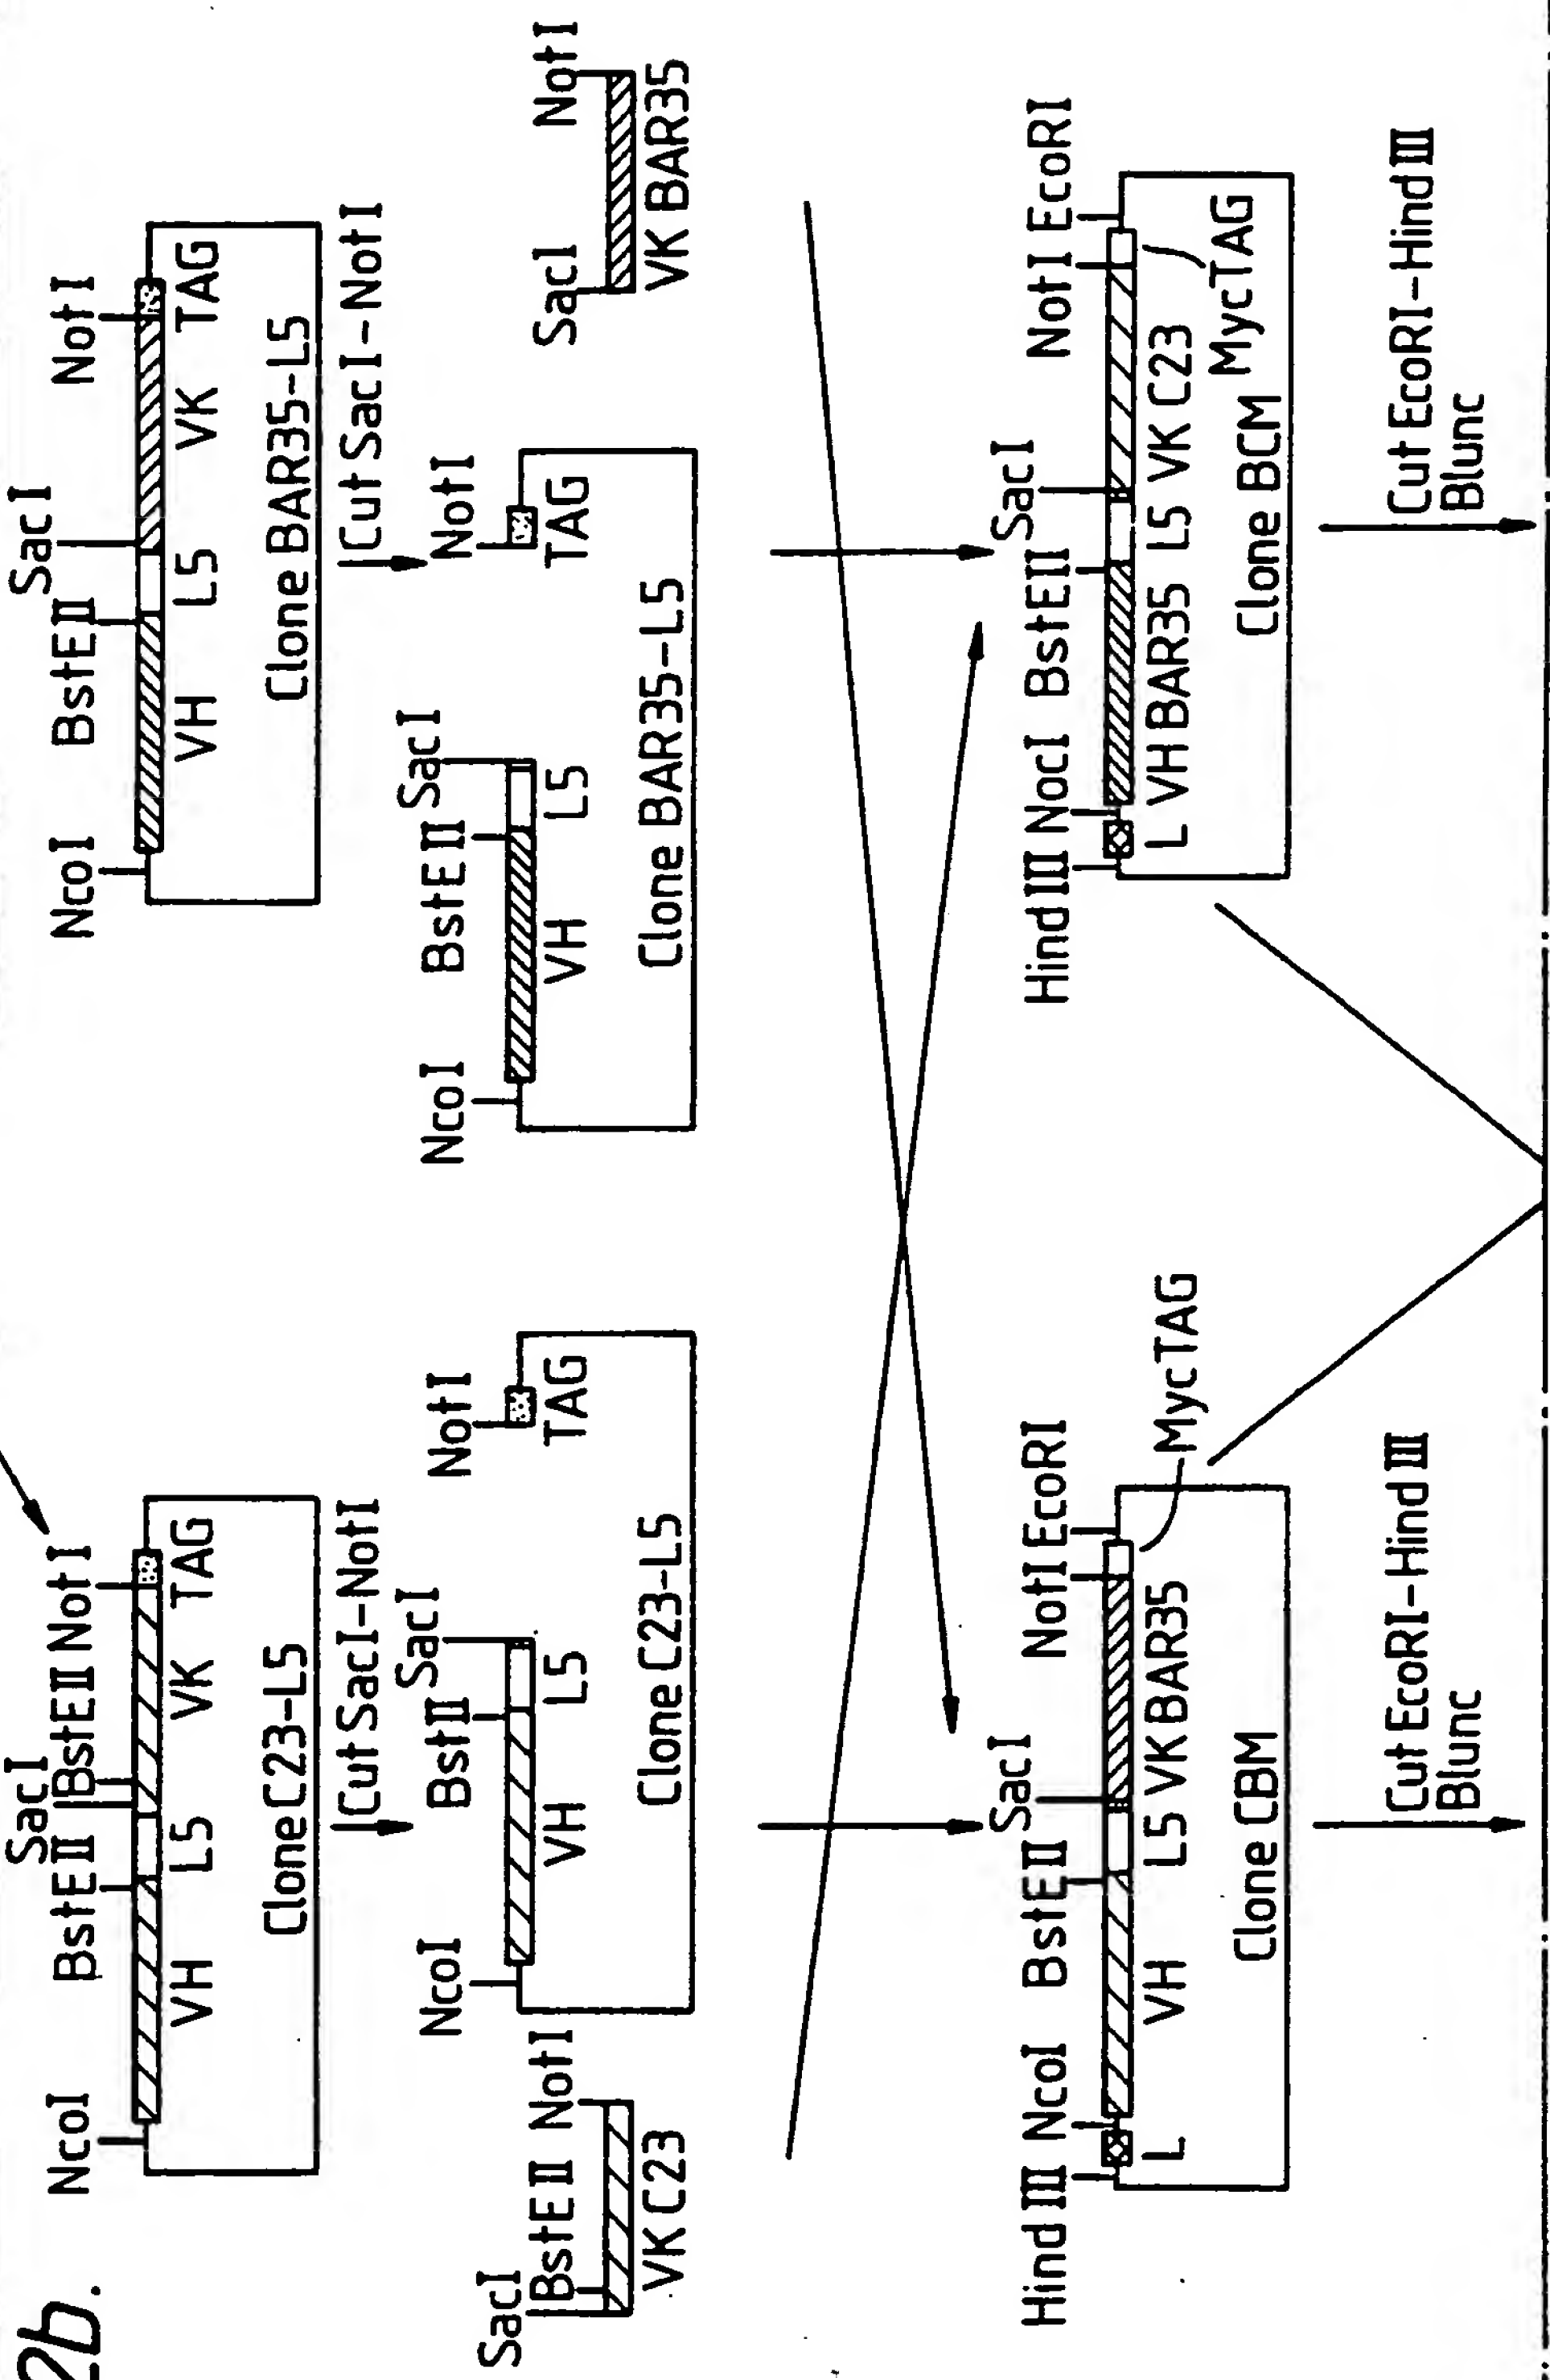 2b.
NcoI
BstEII
SacI
BstEII
NotI
VH
L5
VK
TAG
Clone C23-L5
Cut SacI-NotI
NcoI
BstEII
SacI
NotI
VH
L5
VK
TAG
Clone BAR35-L5
Cut SacI-NotI
SacI
BstEII
NotI
VK C23
NcoI
BstII
SacI
NotI
VH
L5
TAG
Clone C23-L5
NcoI
BstEII
SacI
NotI
VH
L5
TAG
Clone BAR35-L5
SacI
NotI
VK BAR35
HindIII
NcoI
BstEII
SacI
NotI
EcoRI
L
VH
L5
VK BAR35
MycTAG
Clone CBM
Cut EcoRI-HindIII
Blunc
HindIII
NocI
BstEII
SacI
NotI
EcoRI
L
VH BAR35
L5
VK C23
MycTAG
Clone BCM
Cut EcoRI-HindIII
Blunc